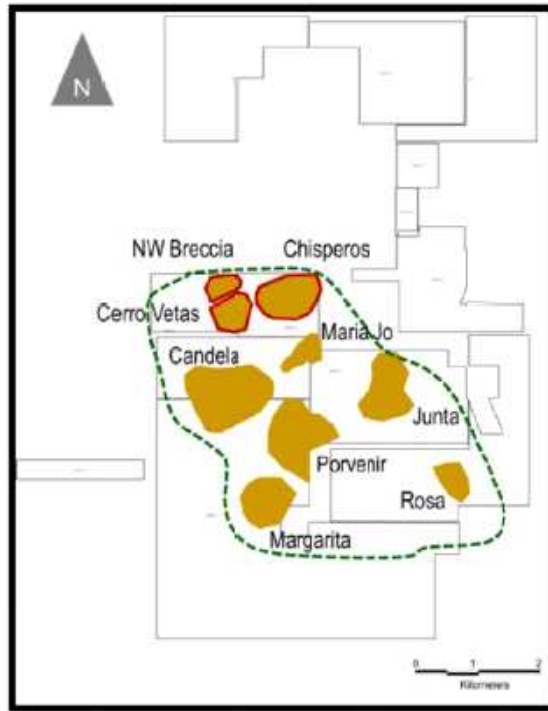 N
NW Breccia
Chisperos
Cerro Vetas
Maria Jo
Candela
Junta
Porvenir
Rosa
Margarita
0 1 2
Kilometers